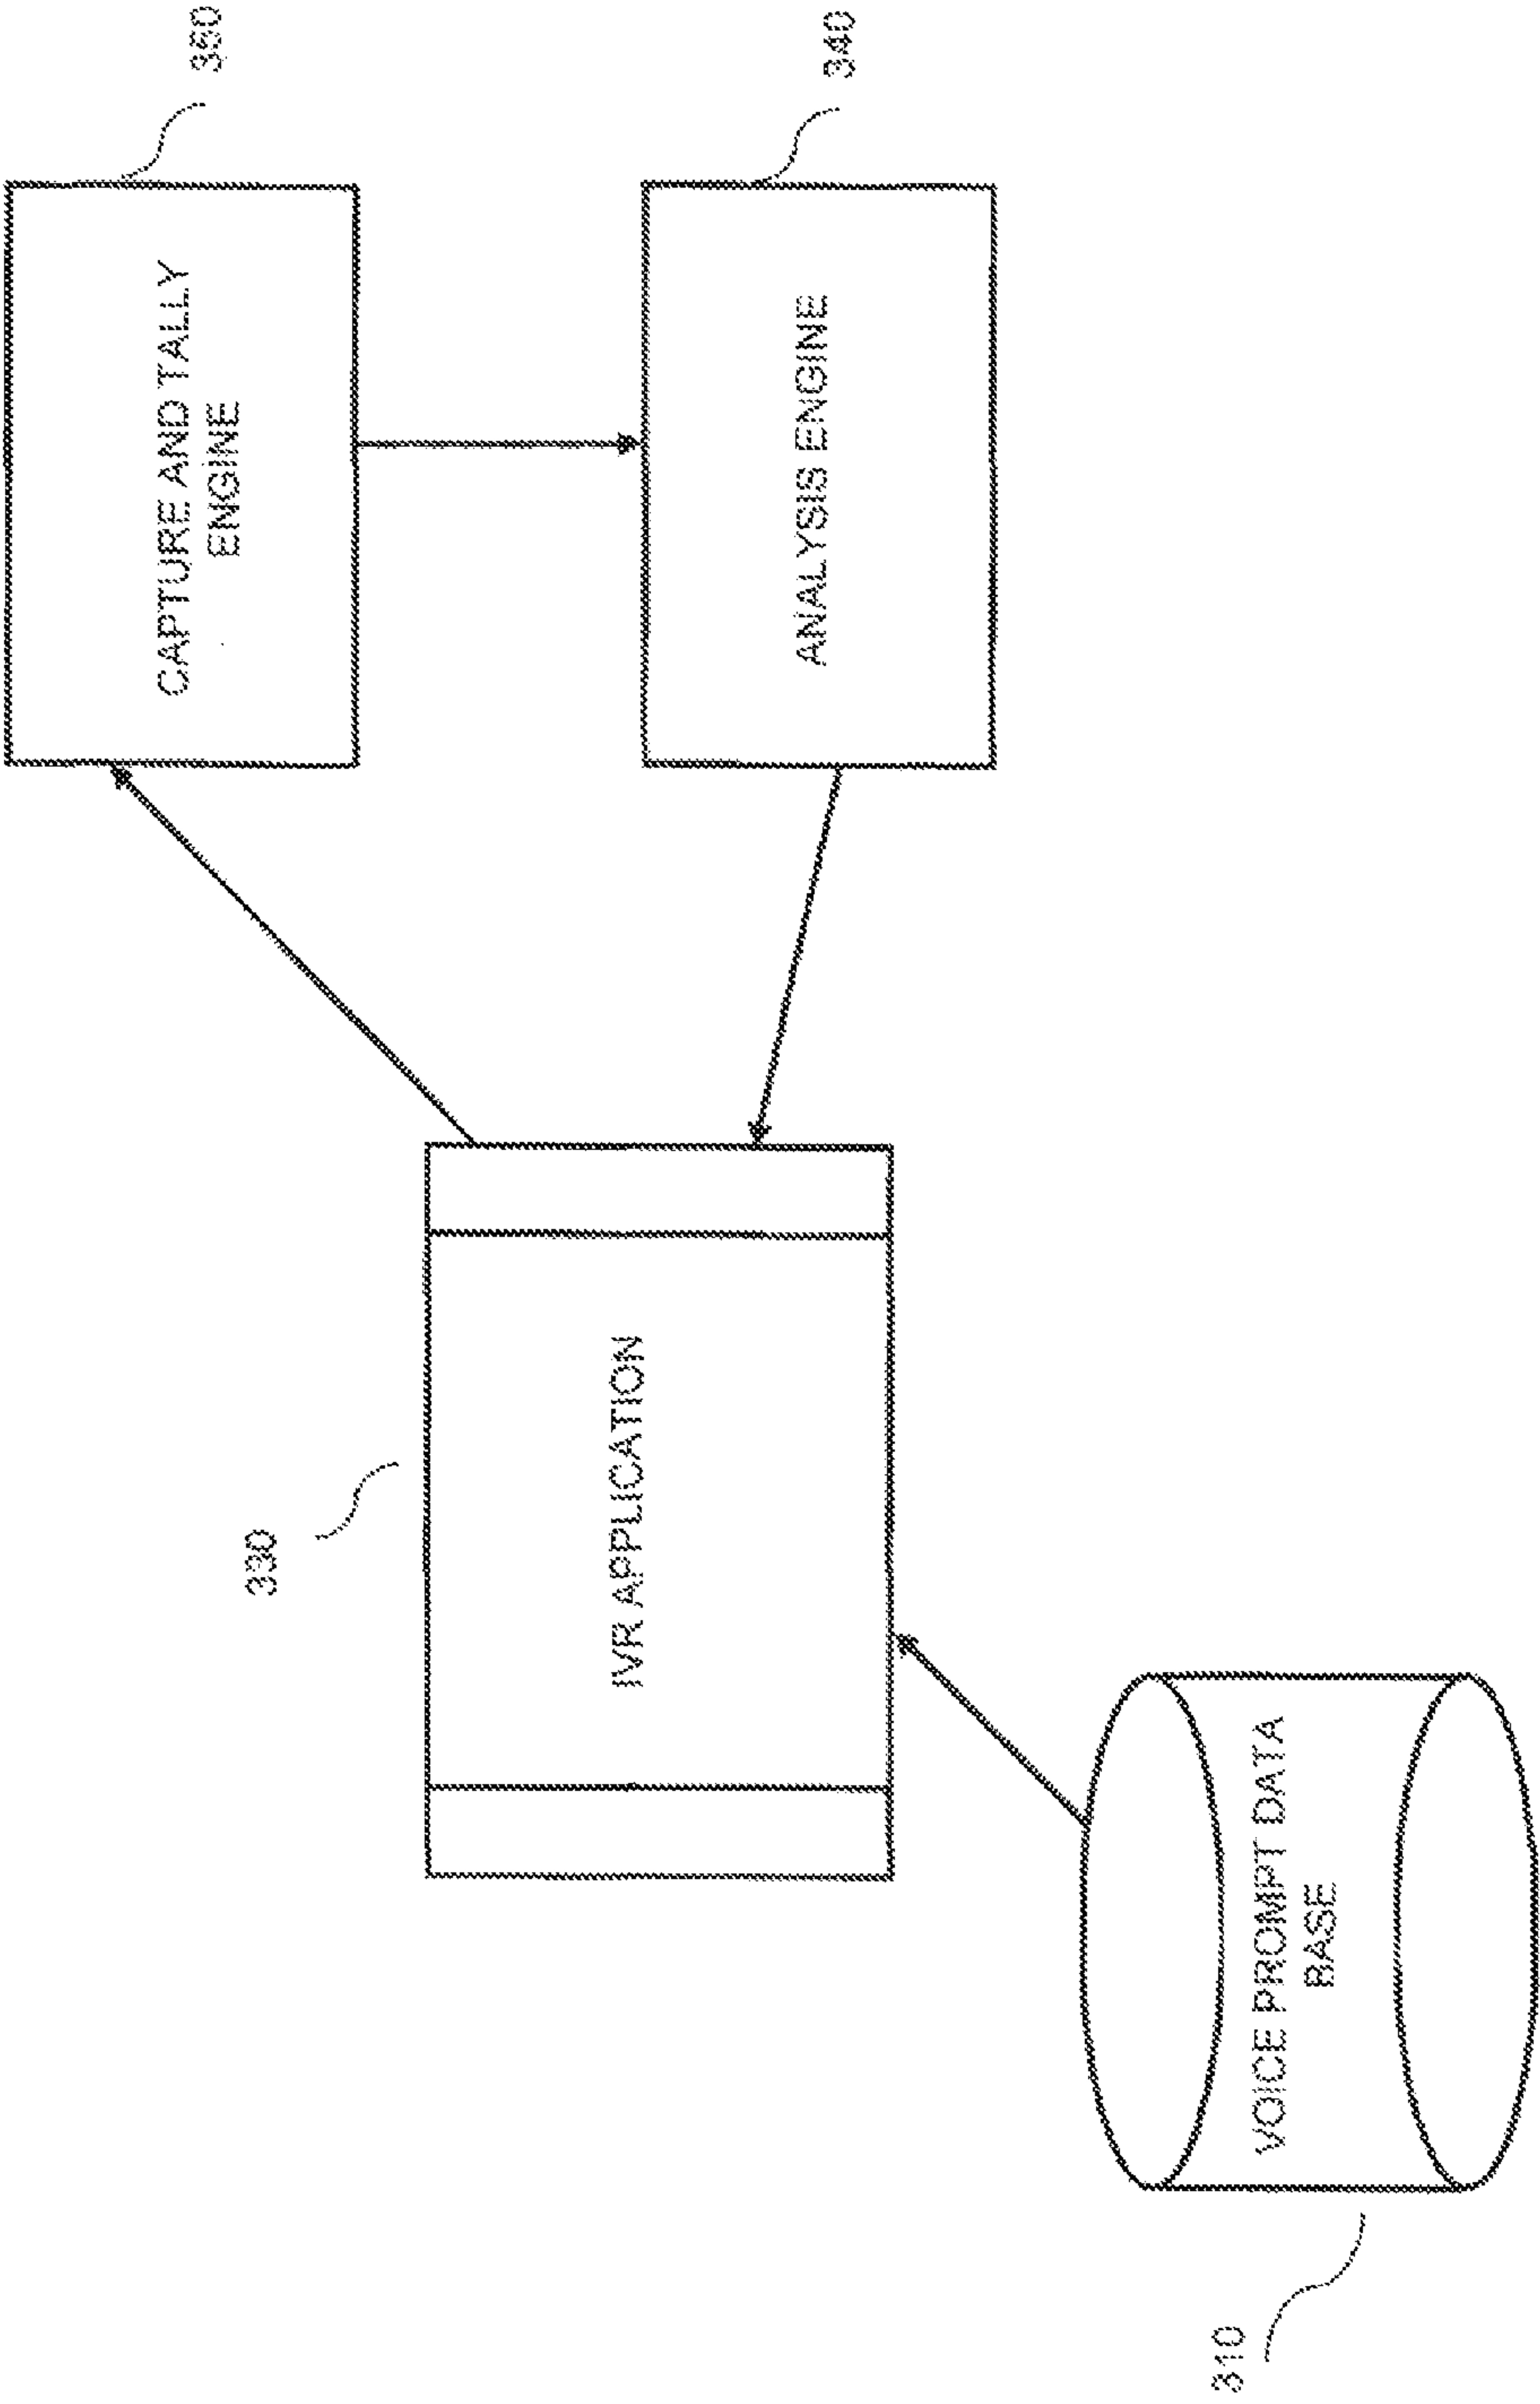 CAPTURE AND TALLY
ENGINE
350
330
IVR APPLICATION
ANALYSIS ENGINE
340
VOICE PROMPT DATA
BASE
310